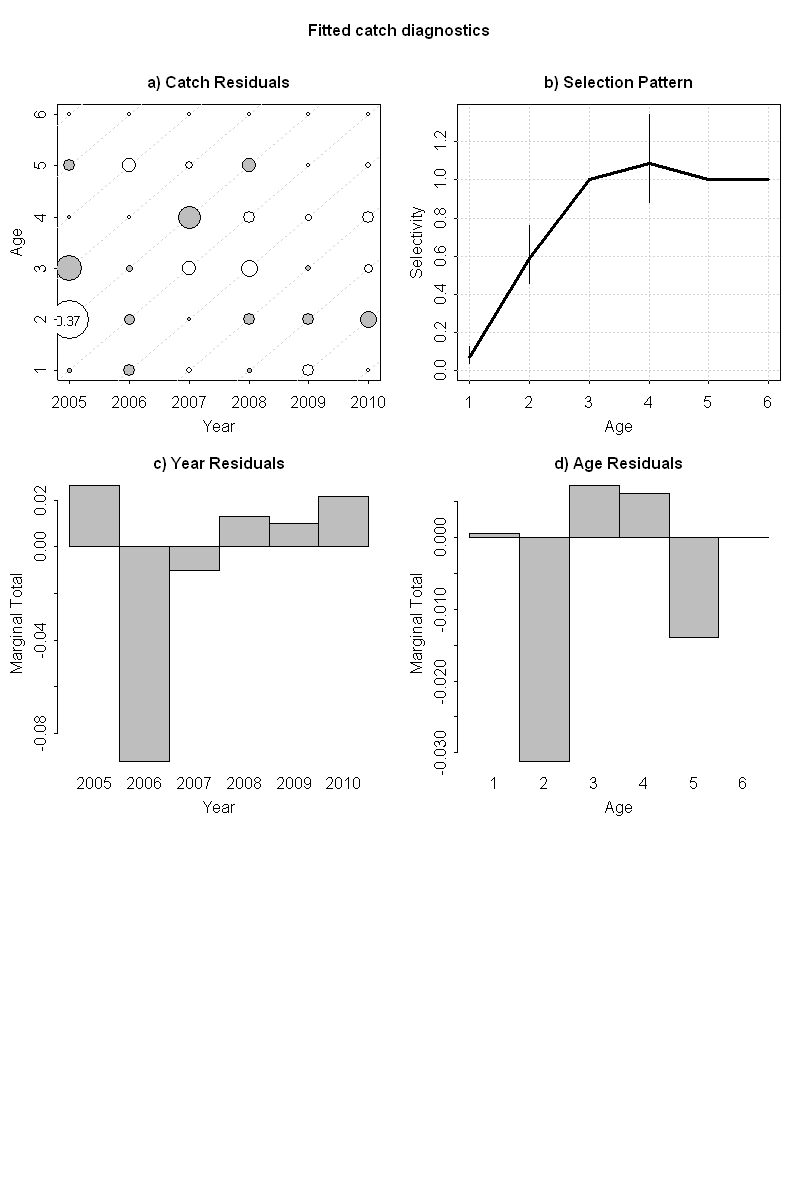 Fitted catch diagnostics
a) Catch Residuals
Age
6
5
4
3
2
1
0.37
2005 2006 2007 2008 2009 2010
Year
b) Selection Pattern
Selectivity
1.2
1.0
0.8
0.6
0.4
0.2
0.0
1 2 3 4 5 6
Age
c) Year Residuals
Marginal Total
0.02
0.00
-0.04
-0.08
2005 2006 2007 2008 2009 2010
Year
d) Age Residuals
Marginal Total
0.000
-0.010
-0.020
-0.030
1 2 3 4 5 6
Age